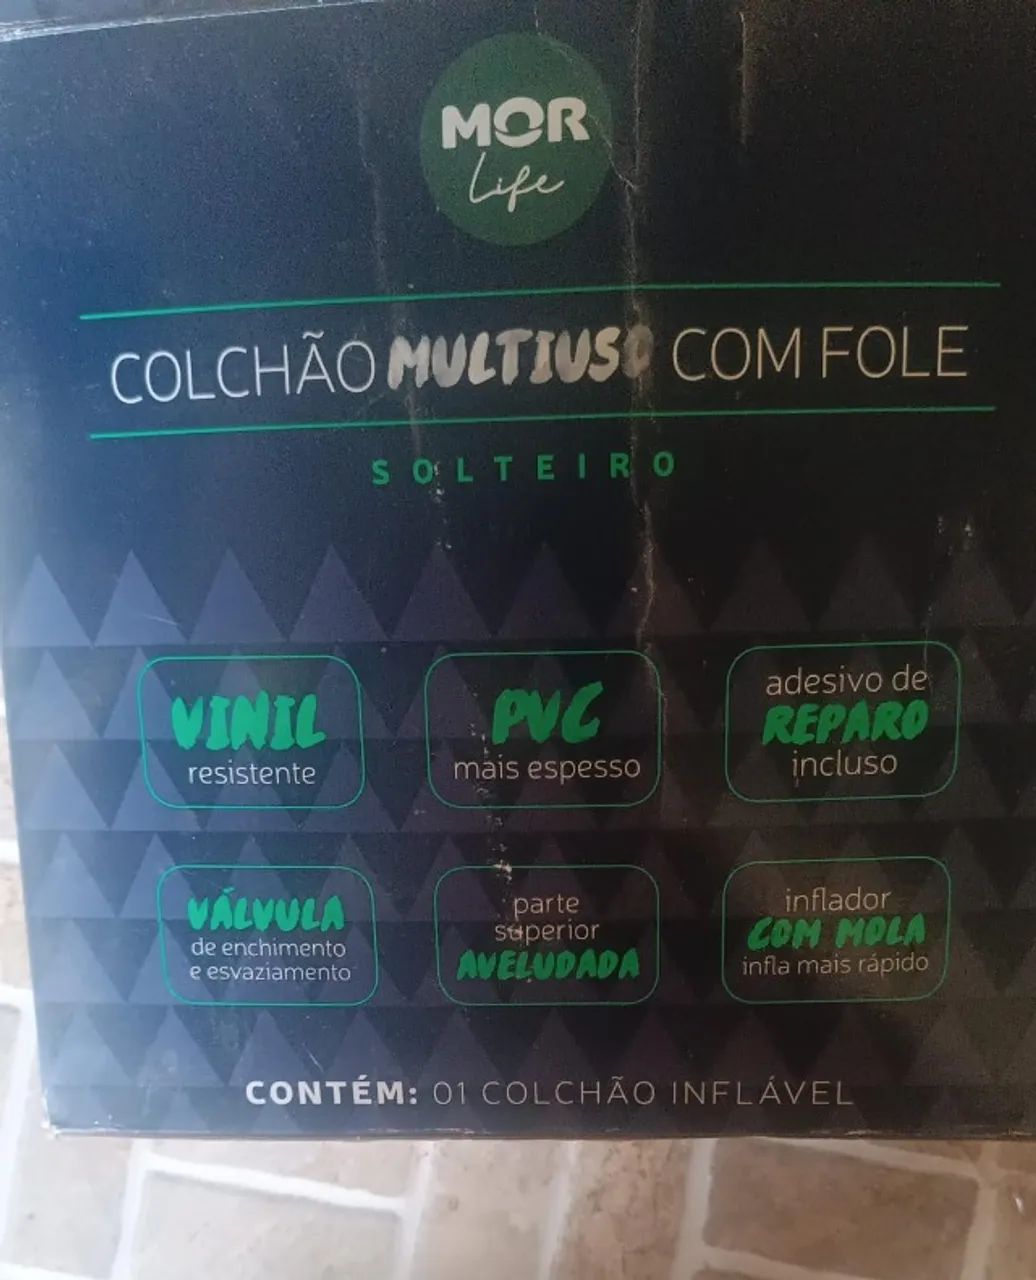 MOR
Life
COLCHÃO MULTIUSO COM FOLE
SOLTEIRO
VINIL
resistente
PVC
mais espesso
adesivo de
REPARO
incluso
VÁLVULA
de enchimento
e esvaziamento
parte
superior
AVELUDADA
inflador
COM MOLA
infla mais rápido
CONTÉM: 01 COLCHÃO INFLÁVEL